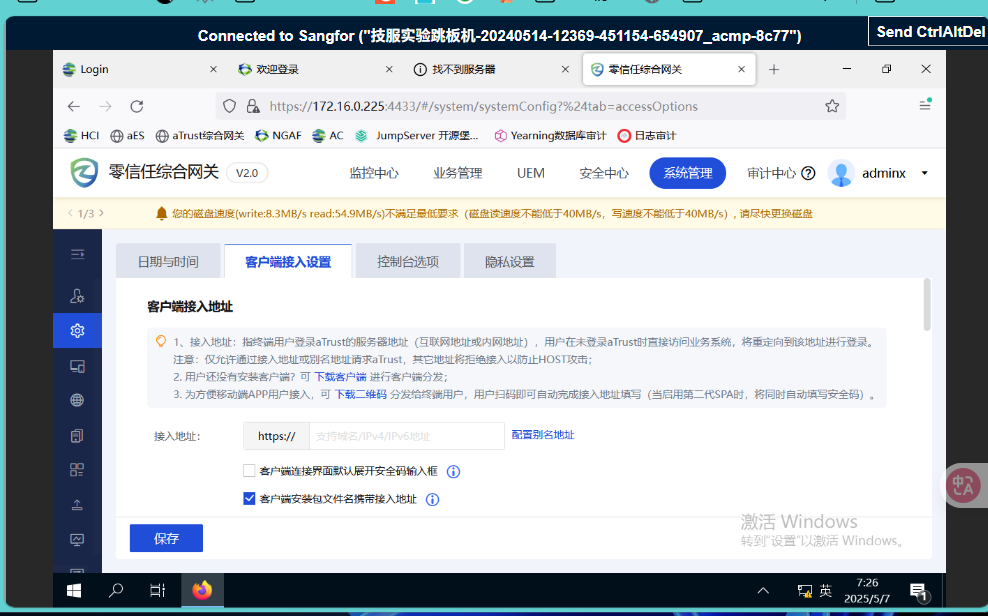 Connected to Sangfor ("技服实验跳板机-20240514-12369-451154-654907_acmp-8c77")
Send CtrlAltDel
Login
欢迎登录
找不到服务器
零信任综合网关
https://172.16.0.225:4433/#/system/systemConfig?%24tab=accessOptions
HCI
aES
aTrust综合网关
NGAF
AC
JumpServer 开源堡...
Yearning数据库审计
日志审计
零信任综合网关
V2.0
监控中心
业务管理
UEM
安全中心
系统管理
审计中心
adminx
1/3
您的磁盘速度(write:8.3MB/s read:54.9MB/s)不满足最低要求（磁盘读速度不能低于40MB/s，写速度不能低于40MB/s）, 请尽快更换磁盘
日期与时间
客户端接入设置
控制台选项
隐私设置
客户端接入地址
1、接入地址：指终端用户登录aTrust的服务器地址（互联网地址或内网地址），用户在未登录aTrust时直接访问业务系统，将重定向到该地址进行登录。
注意：仅允许通过接入地址或别名地址请求aTrust，其它地址将拒绝接入以防止HOST攻击；
2. 用户还没有安装客户端？可 下载客户端 进行客户端分发；
3. 为方便移动端APP用户接入，可 下载二维码 分发给终端用户，用户扫码即可自动完成接入地址填写（当启用第二代SPA时，将同时自动填写安全码）。
接入地址：
https://
支持域名/IPv4/IPv6地址
配置别名地址
客户端连接界面默认展开安全码输入框
客户端安装包文件名携带接入地址
保存
激活 Windows
转到"设置"以激活 Windows。
英
7:26
2025/5/7
1